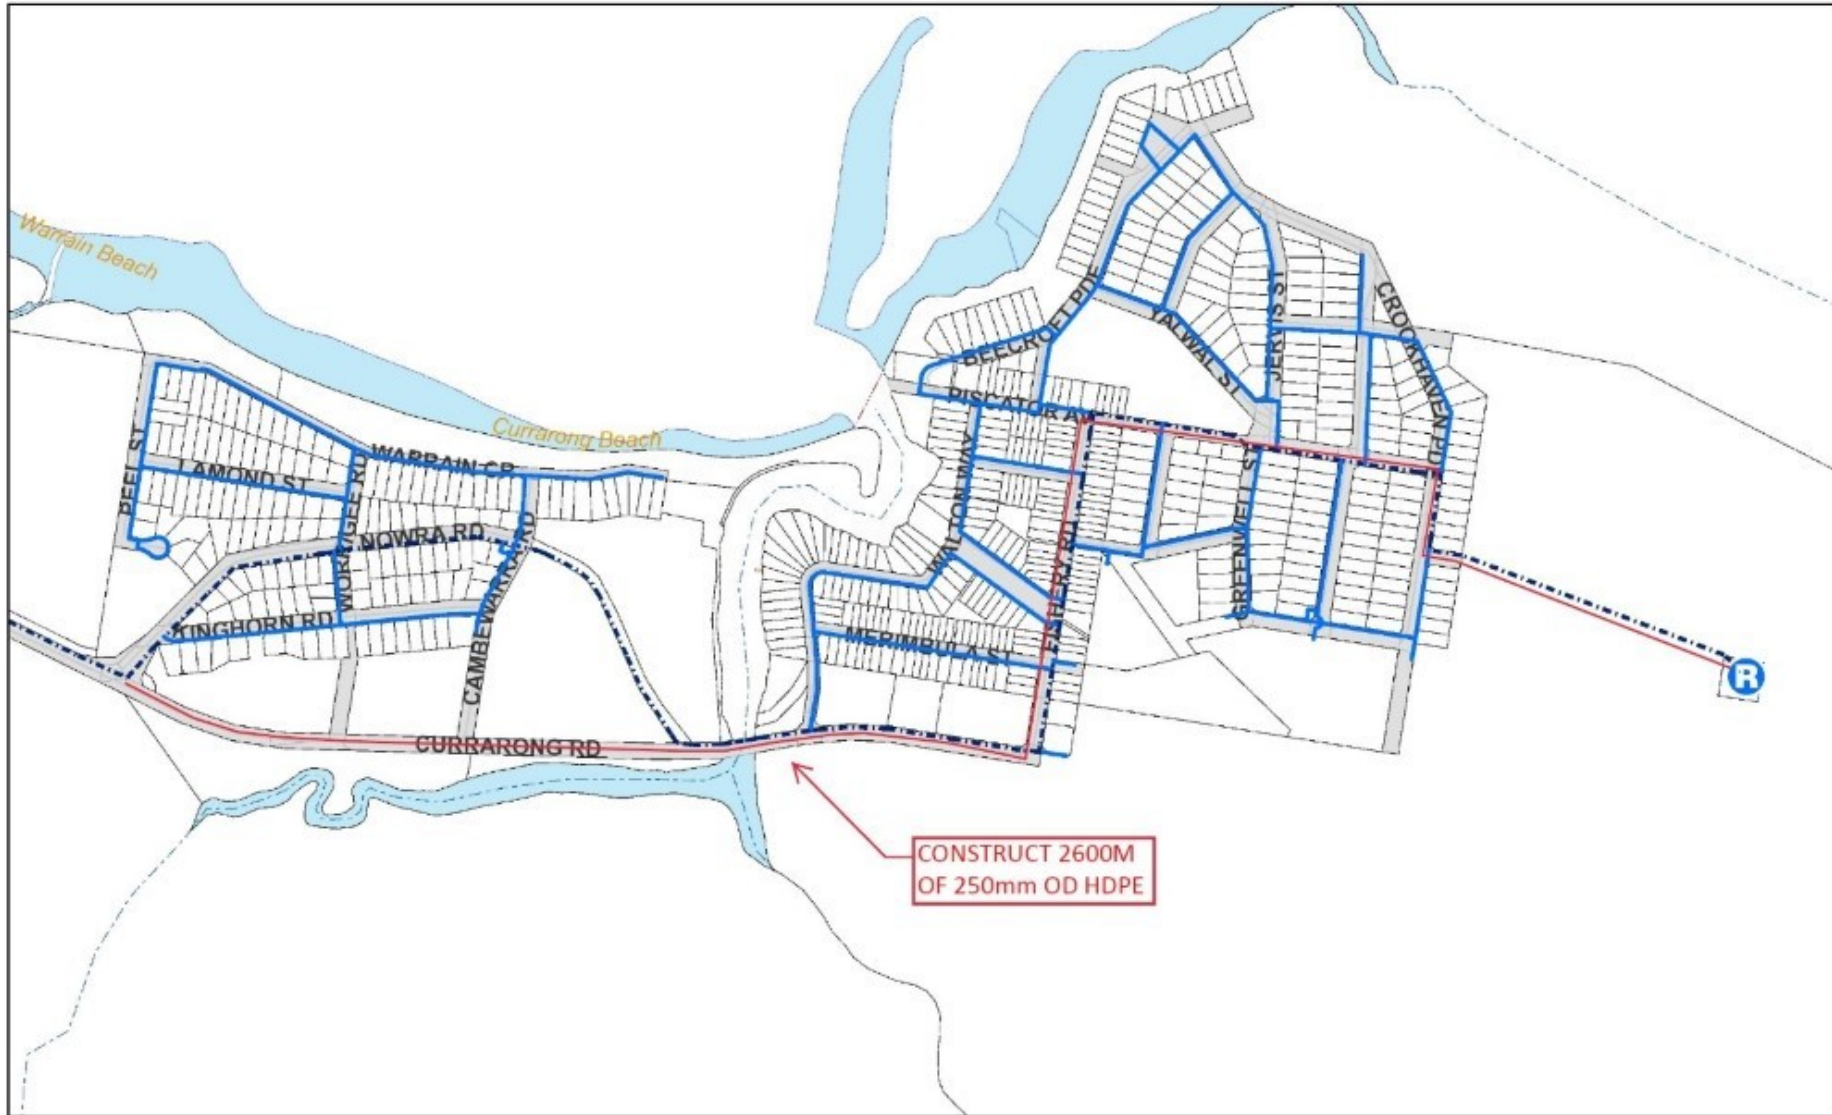 Warrain Beach
Currarong Beach
PEEL ST
LAMOND ST
WARRAIN CR
WORRIGEE RD
NOWRA RD
KINGHORN RD
CAMBEWARRA RD
CURRARONG RD
BEECROFT PDE
PISCATOR AV
WALTON WAY
MERIMBULA ST
YALWAL ST
JERVIS ST
CROOKHAVEN PD
GREENWELL ST
R
CONSTRUCT 2600M
OF 250mm OD HDPE